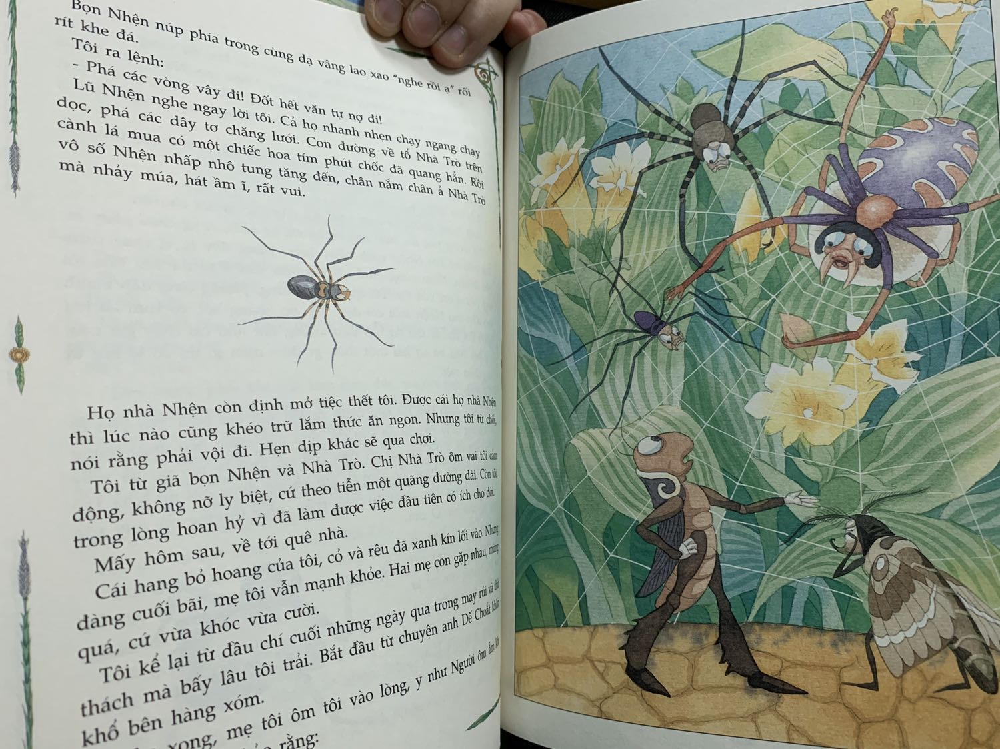 Bọn Nhện núp phía trong cùng dạ vâng lao xao "nghe rồi ạ" rối
rít khe đá.
Tôi ra lệnh:
- Phá các vòng vây đi! Đốt hết văn tự nợ đi!
Lũ Nhện nghe ngay lời tôi. Cả họ nhanh nhẹn chạy ngang chạy
dọc, phá các dây tơ chăng lưới. Con đường về tổ Nhà Trò trên
cành lá mua có một chiếc hoa tím phút chốc đã quang hẳn. Rồi
vô số Nhện nhấp nhô tung tăng đến, chân nắm chân ả Nhà Trò
mà nhảy múa, hát ầm ĩ, rất vui.
Họ nhà Nhện còn định mở tiệc thết tôi. Được cái họ nhà Nhện
thì lúc nào cũng khéo trữ lắm thức ăn ngon. Nhưng tôi từ chối,
nói rằng phải vội đi. Hẹn dịp khác sẽ qua chơi.
Tôi từ giã bọn Nhện và Nhà Trò. Chị Nhà Trò ôm vai tôi cảm
động, không nỡ ly biệt, cứ theo tiễn một quãng đường dài. Còn tôi,
trong lòng hoan hỷ vì đã làm được việc đầu tiên có ích cho đời.
Mấy hôm sau, về tới quê nhà.
Cái hang bỏ hoang của tôi, cỏ và rêu đã xanh kín lối vào. Nhưng
đàng cuối bãi, mẹ tôi vẫn mạnh khỏe. Hai mẹ con gặp nhau, mừng
quá, cứ vừa khóc vừa cười.
Tôi kể lại từ đầu chí cuối những ngày qua trong may rủi và thử
thách mà bấy lâu tôi trải. Bắt đầu từ chuyện anh Dế Choắt khốn
khổ bên hàng xóm.
xong, mẹ tôi ôm tôi vào lòng, y như Người ôm ẵm
rằng: